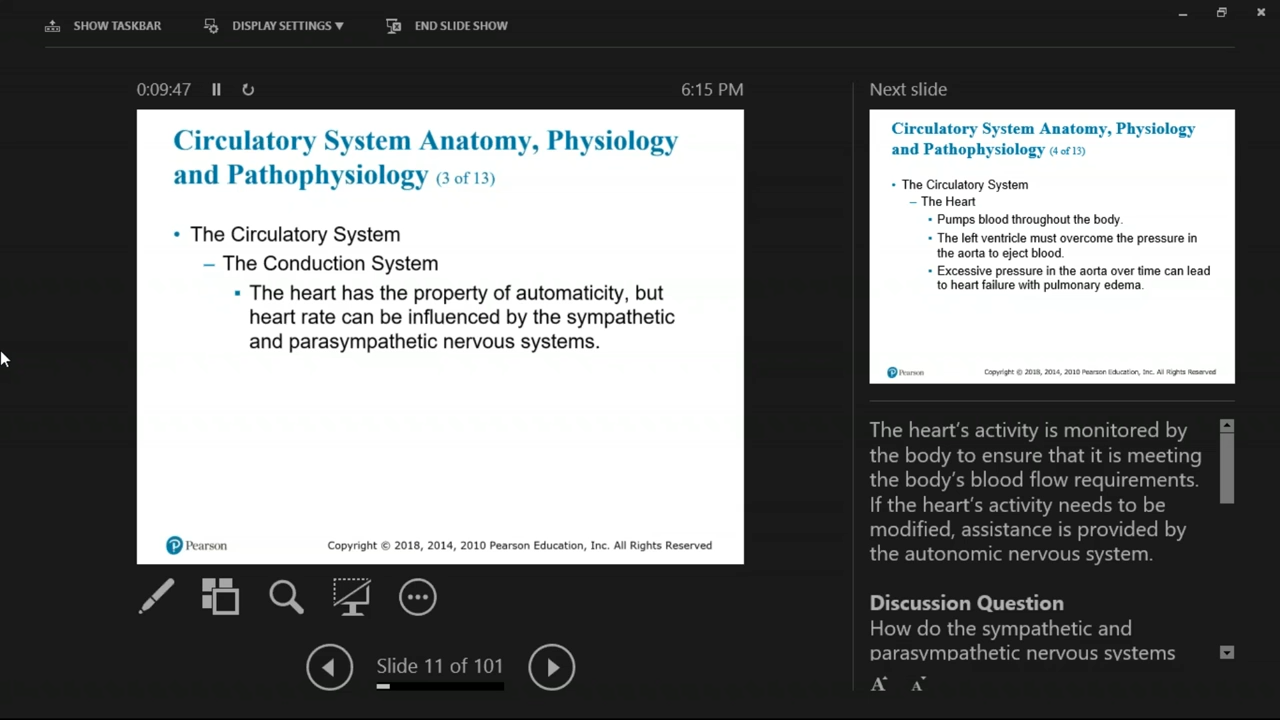 SHOW TASKBAR
DISPLAY SETTINGS ▼
END SLIDE SHOW
0:09:47
6:15 PM
Circulatory System Anatomy, Physiology
and Pathophysiology (3 of 13)
• The Circulatory System
– The Conduction System
▪ The heart has the property of automaticity, but
heart rate can be influenced by the sympathetic
and parasympathetic nervous systems.
Pearson
Copyright © 2018, 2014, 2010 Pearson Education, Inc. All Rights Reserved
Slide 11 of 101
Next slide
Circulatory System Anatomy, Physiology
and Pathophysiology (4 of 13)
• The Circulatory System
– The Heart
▪ Pumps blood throughout the body.
▪ The left ventricle must overcome the pressure in
the aorta to eject blood.
▪ Excessive pressure in the aorta over time can lead
to heart failure with pulmonary edema.
Pearson
Copyright © 2018, 2014, 2010 Pearson Education, Inc. All Rights Reserved
The heart's activity is monitored by
the body to ensure that it is meeting
the body's blood flow requirements.
If the heart's activity needs to be
modified, assistance is provided by
the autonomic nervous system.
Discussion Question
How do the sympathetic and
parasympathetic nervous systems
A A